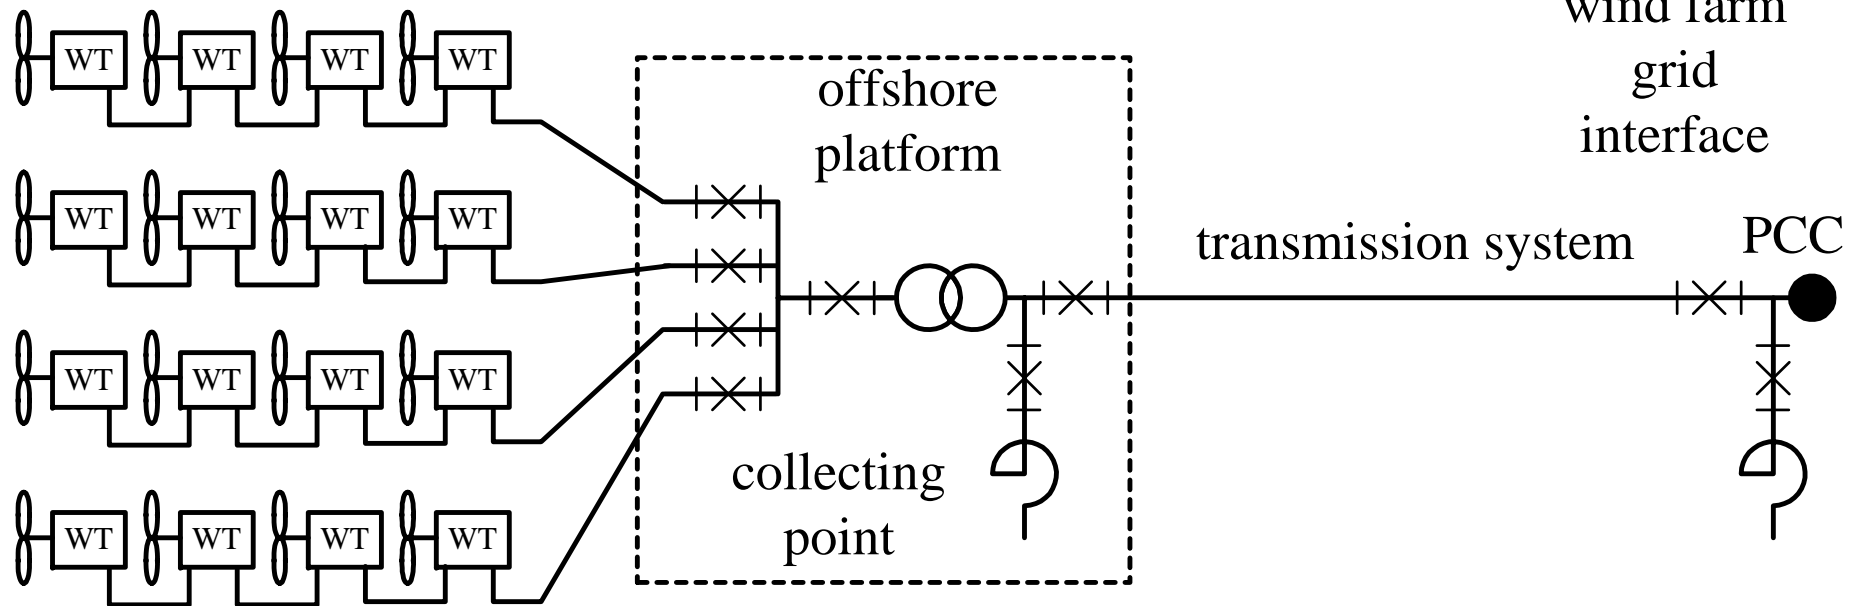 wind farm
grid
interface
WT WT WT WT
offshore
platform
WT WT WT WT
transmission system
PCC
WT WT WT WT
collecting
point
WT WT WT WT